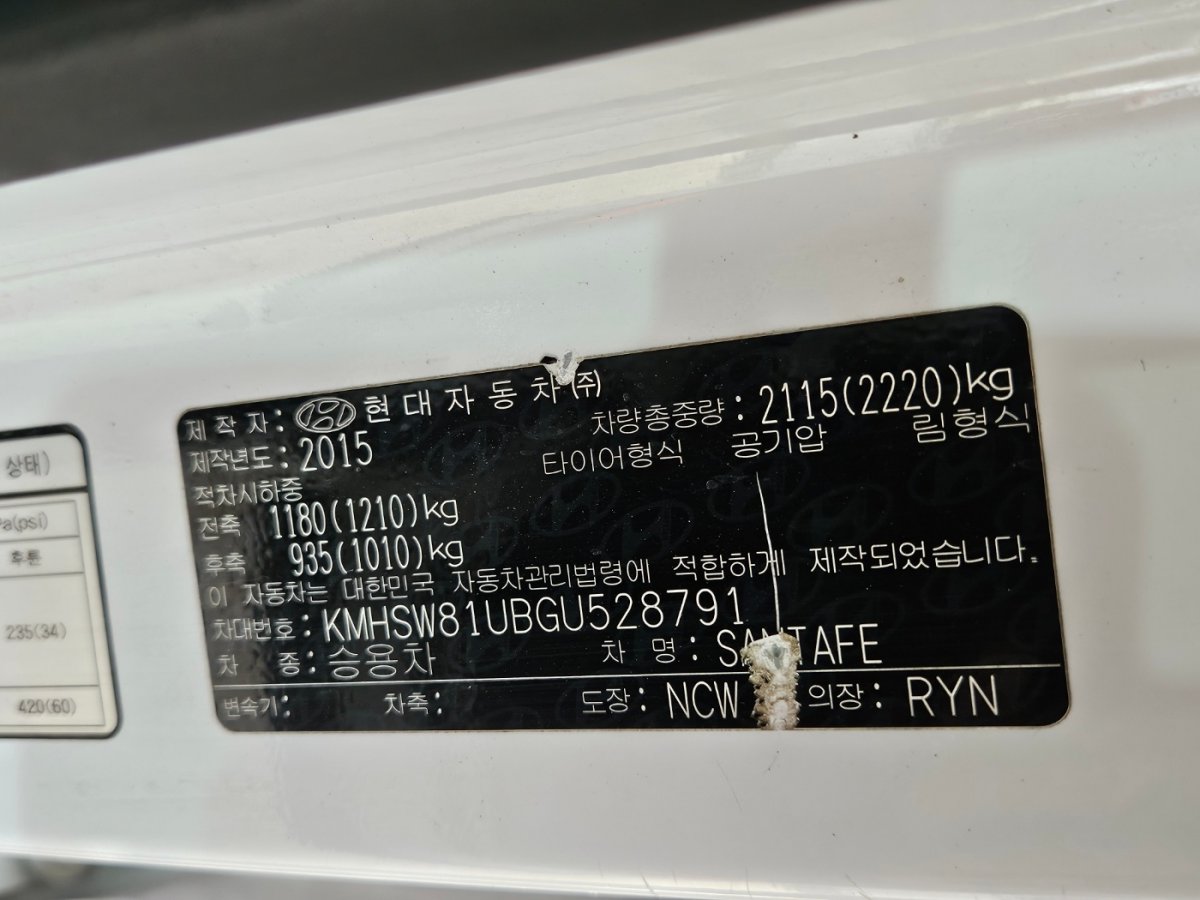 상태)
Pa(psi)
후륜
235(34)
420(60)
제 작 자 : 현 대 자 동 차 (주)
차량총중량 : 2115(2220)kg
제작년도 : 2015
타이어형식 공기압 림형식
적차시하중
전축 1180(1210)kg
후축 935(1010)kg
이 자동차는 대한민국 자동차관리법령에 적합하게 제작되었습니다.
차대번호 : KMHSW81UBGU528791
차 종 : 승용차 차 명 : SANTAFE
변속기 : 차축 : 도장 : NCW 의장 : RYN